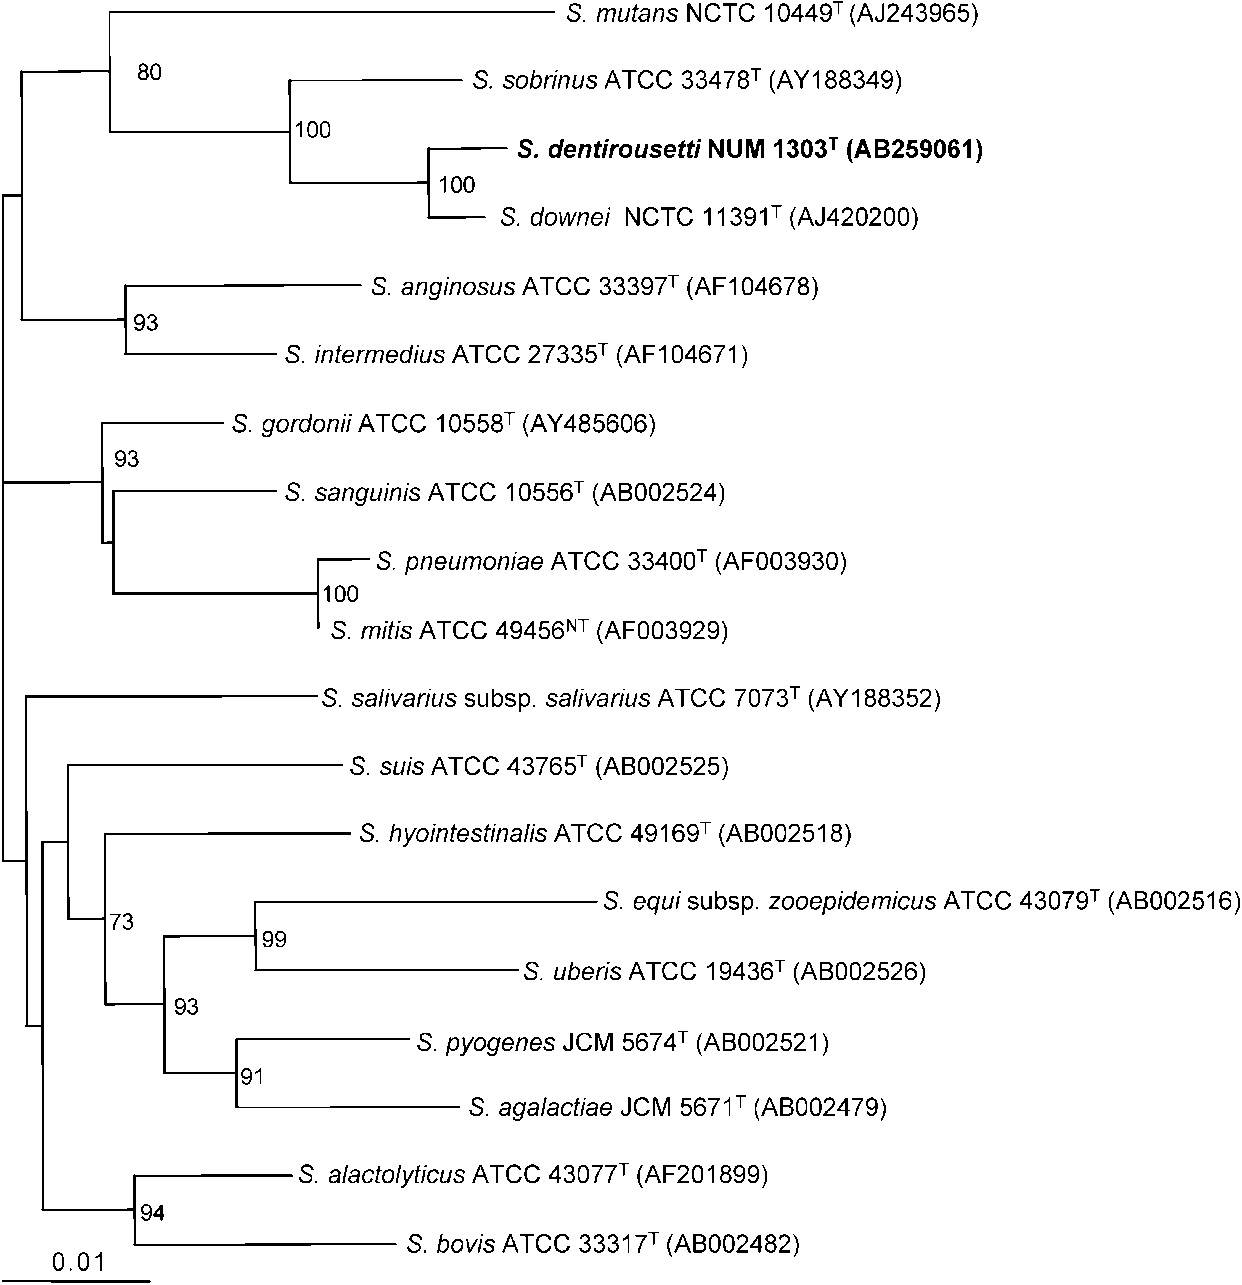 S. mutans NCTC 10449ᵀ (AJ243965)
80
S. sobrinus ATCC 33478ᵀ (AY188349)
100
S. dentirousetti NUM 1303ᵀ (AB259061)
100
S. downei NCTC 11391ᵀ (AJ420200)
S. anginosus ATCC 33397ᵀ (AF104678)
93
S. intermedius ATCC 27335ᵀ (AF104671)
S. gordonii ATCC 10558ᵀ (AY485606)
93
S. sanguinis ATCC 10556ᵀ (AB002524)
S. pneumoniae ATCC 33400ᵀ (AF003930)
100
S. mitis ATCC 49456ᴺᵀ (AF003929)
S. salivarius subsp. salivarius ATCC 7073ᵀ (AY188352)
S. suis ATCC 43765ᵀ (AB002525)
S. hyointestinalis ATCC 49169ᵀ (AB002518)
S. equi subsp. zooepidemicus ATCC 43079ᵀ (AB002516)
73
99
S. uberis ATCC 19436ᵀ (AB002526)
93
S. pyogenes JCM 5674ᵀ (AB002521)
91
S. agalactiae JCM 5671ᵀ (AB002479)
S. alactolyticus ATCC 43077ᵀ (AF201899)
94
S. bovis ATCC 33317ᵀ (AB002482)
0.01